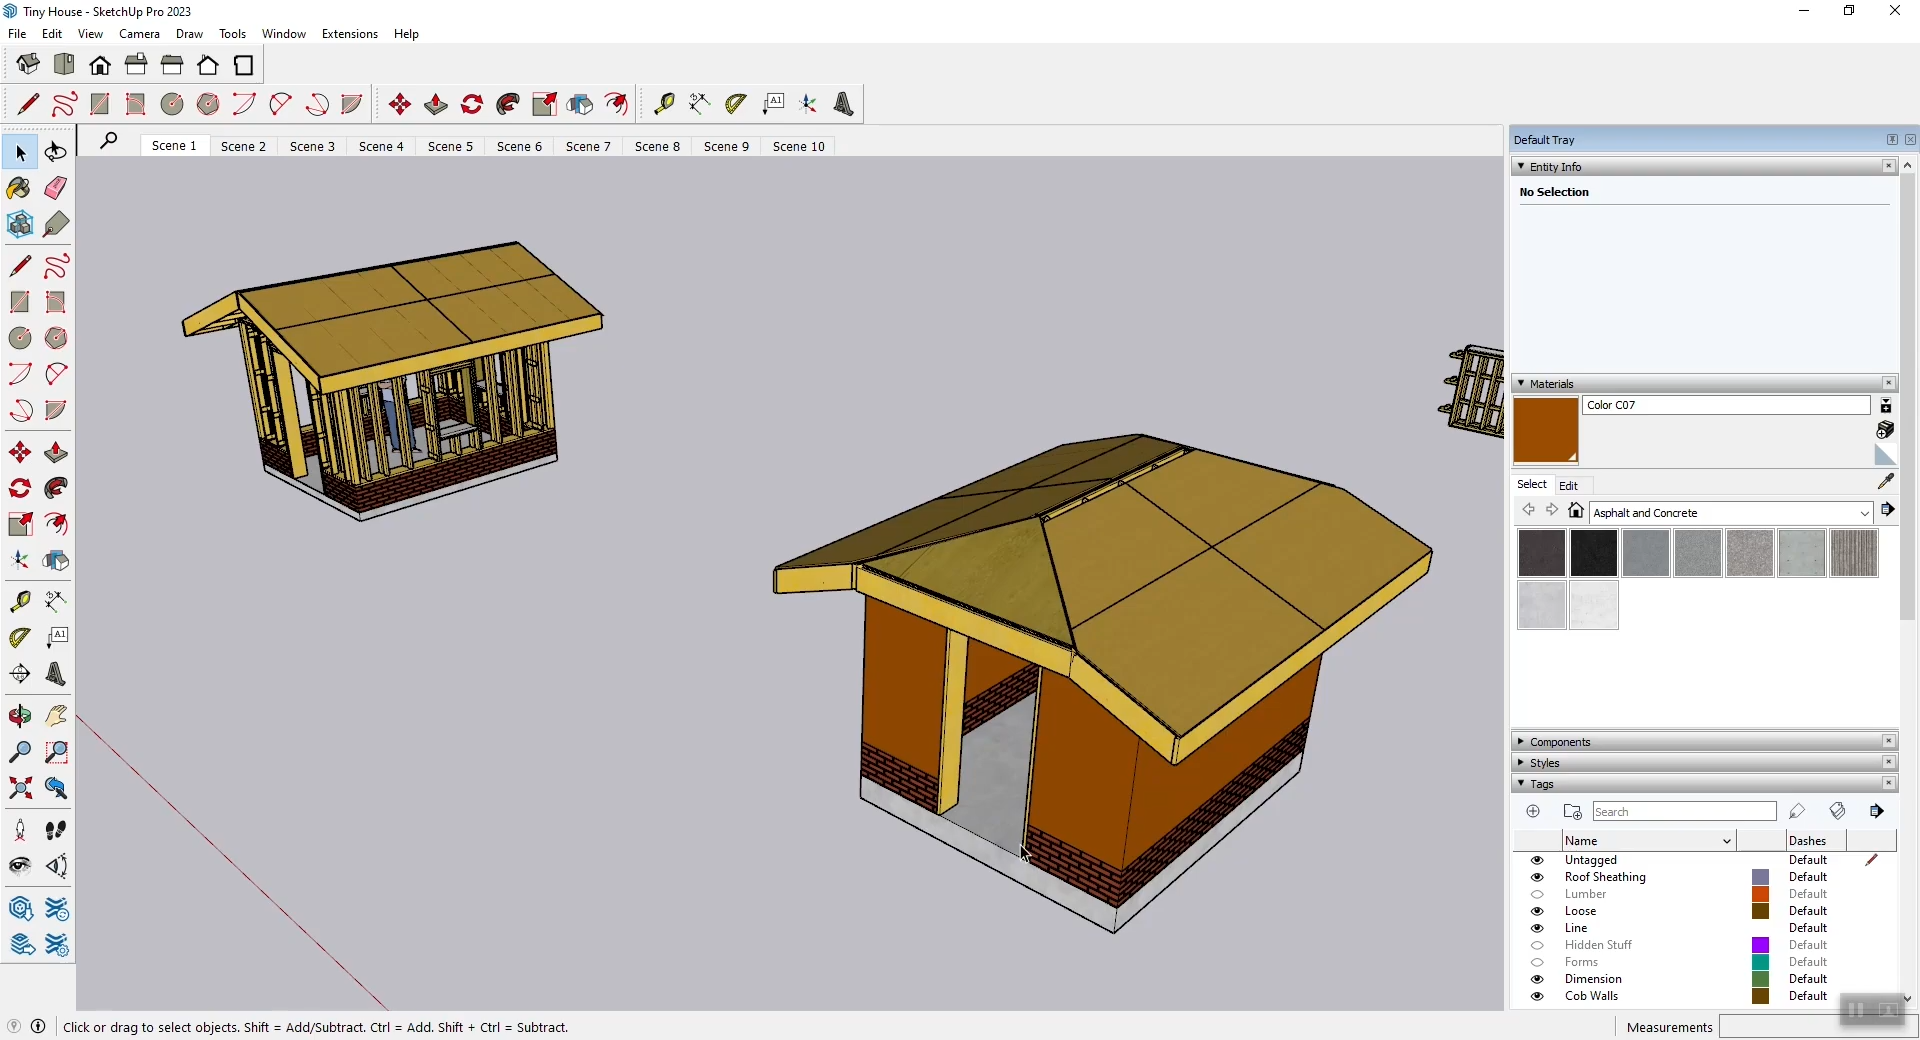 Tiny House - SketchUp Pro 2023
File Edit View Camera Draw Tools Window Extensions Help
A1
Scene 1 Scene 2 Scene 3 Scene 4 Scene 5 Scene 6 Scene 7 Scene 8 Scene 9 Scene 10
Default Tray
Entity Info
No Selection
Materials
Color C07
Select Edit
Asphalt and Concrete
A1
Components
Styles
Tags
Search
Name Dashes
Untagged Default
Roof Sheathing Default
Lumber Default
Loose Default
Line Default
Hidden Stuff Default
Forms Default
Dimension Default
Cob Walls Default
Click or drag to select objects. Shift = Add/Subtract. Ctrl = Add. Shift + Ctrl = Subtract.
Measurements